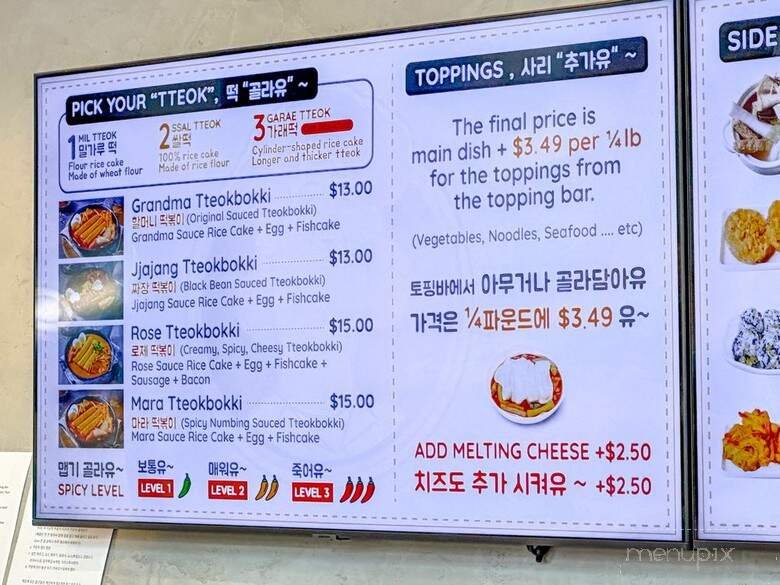 PICK YOUR "TTEOK", 떡 "골라유" ~
1 MIL TTEOK
밀가루 떡
Flour rice cake
Made of wheat flour
2 SSAL TTEOK
쌀떡
100% rice cake
Made of rice flour
3 GARAE TTEOK
가래떡
Cylinder-shaped rice cake
Longer and thicker tteok
Grandma Tteokbokki $13.00
할머니 떡볶이 (Original Sauced Tteokbokki)
Grandma Sauce Rice Cake + Egg + Fishcake
Jjajang Tteokbokki $13.00
짜장 떡볶이 (Black Bean Sauced Tteokbokki)
Jjajang Sauce Rice Cake + Egg + Fishcake
Rose Tteokbokki $15.00
로제 떡볶이 (Creamy, Spicy, Cheesy Tteokbokki)
Rose Sauce Rice Cake + Egg + Fishcake +
Sausage + Bacon
Mara Tteokbokki $15.00
마라 떡볶이 (Spicy Numbing Sauced Tteokbokki)
Mara Sauce Rice Cake + Egg + Fishcake
맵기 골라유~
SPICY LEVEL
보통유~
LEVEL 1
매워유~
LEVEL 2
죽어유~
LEVEL 3
TOPPINGS , 사리 "추가유" ~
The final price is
main dish + $3.49 per ¼lb
for the toppings from
the topping bar.
(Vegetables, Noodles, Seafood .... etc)
토핑바에서 아무거나 골라담아유
가격은 ¼파운드에 $3.49 유~
ADD MELTING CHEESE +$2.50
치즈도 추가 시켜유 ~ +$2.50
SIDE
menupix